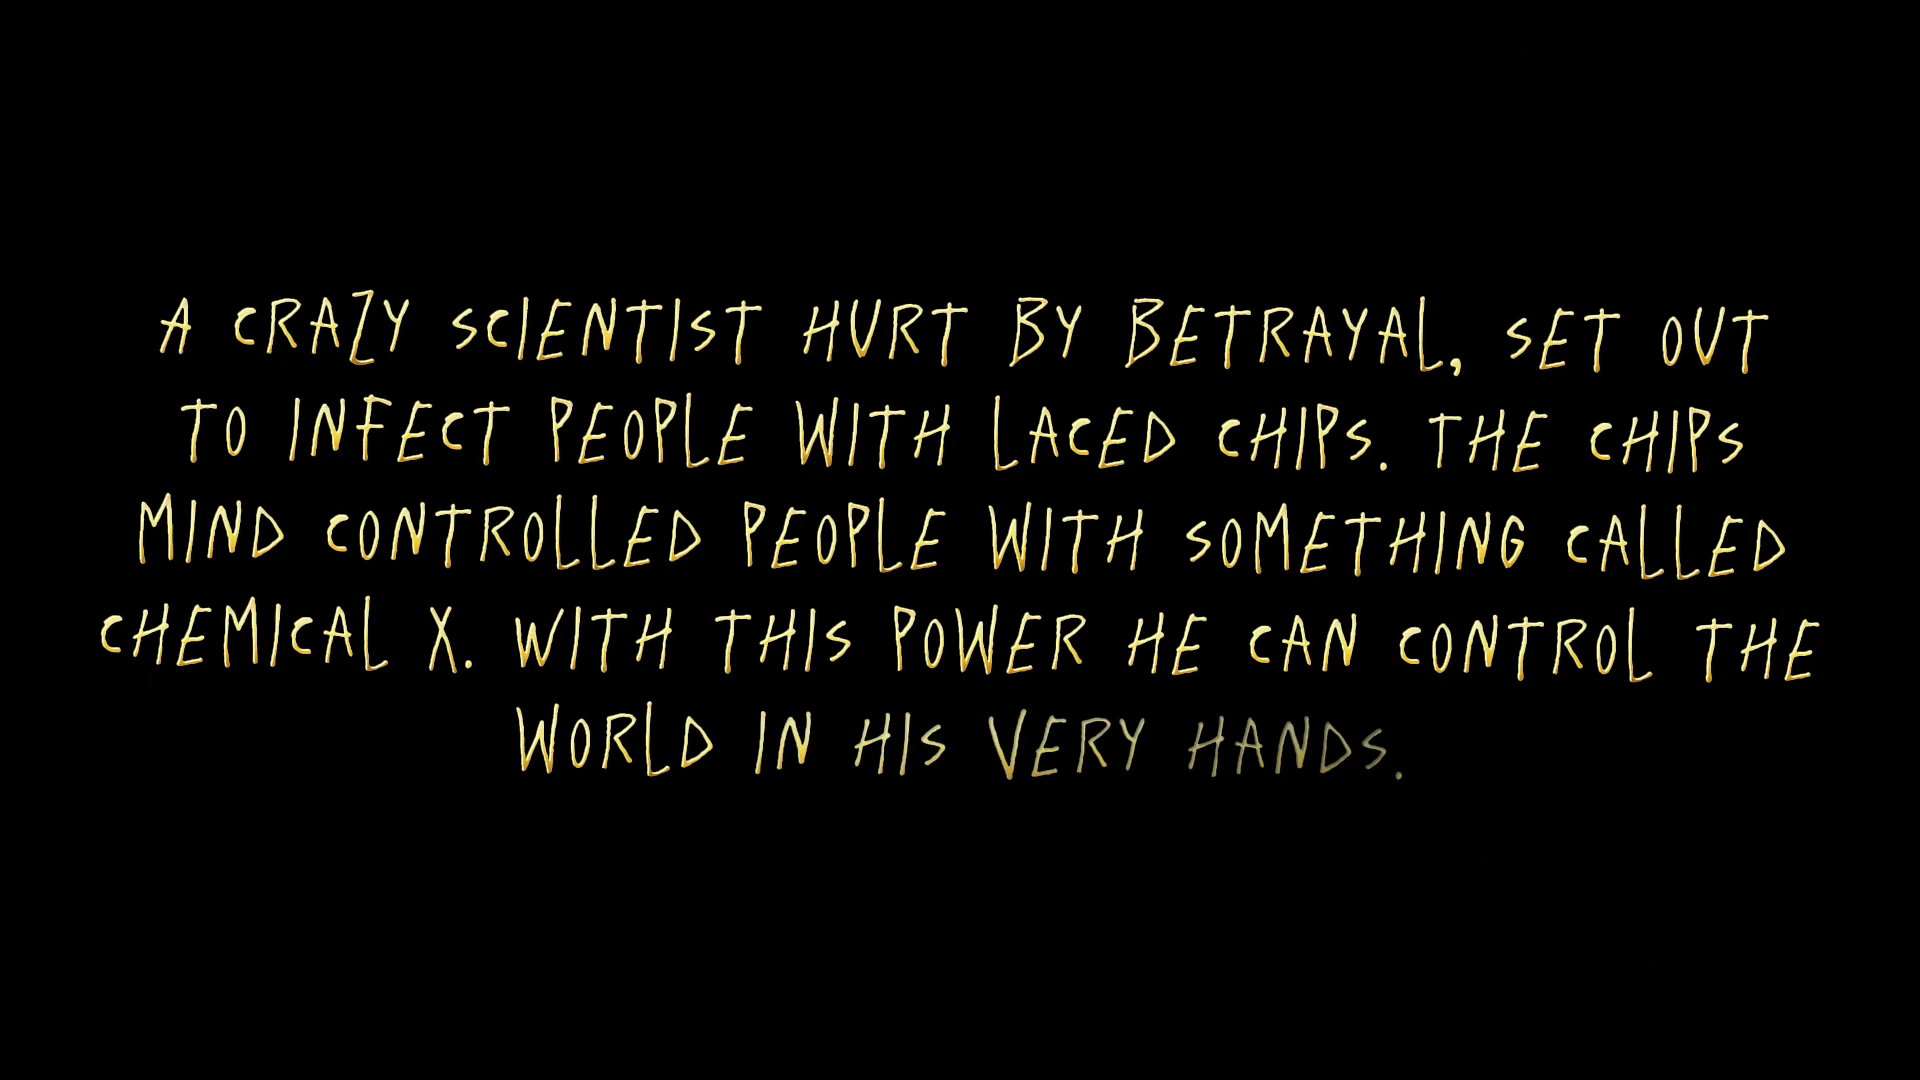 A CRAZY SCIENTIST HURT BY BETRAYAL, SET OUT
TO INFECT PEOPLE WITH LACED CHIPS. THE CHIPS
MIND CONTROLLED PEOPLE WITH SOMETHING CALLED
CHEMICAL X. WITH THIS POWER HE CAN CONTROL THE
WORLD IN HIS VERY HANDS.